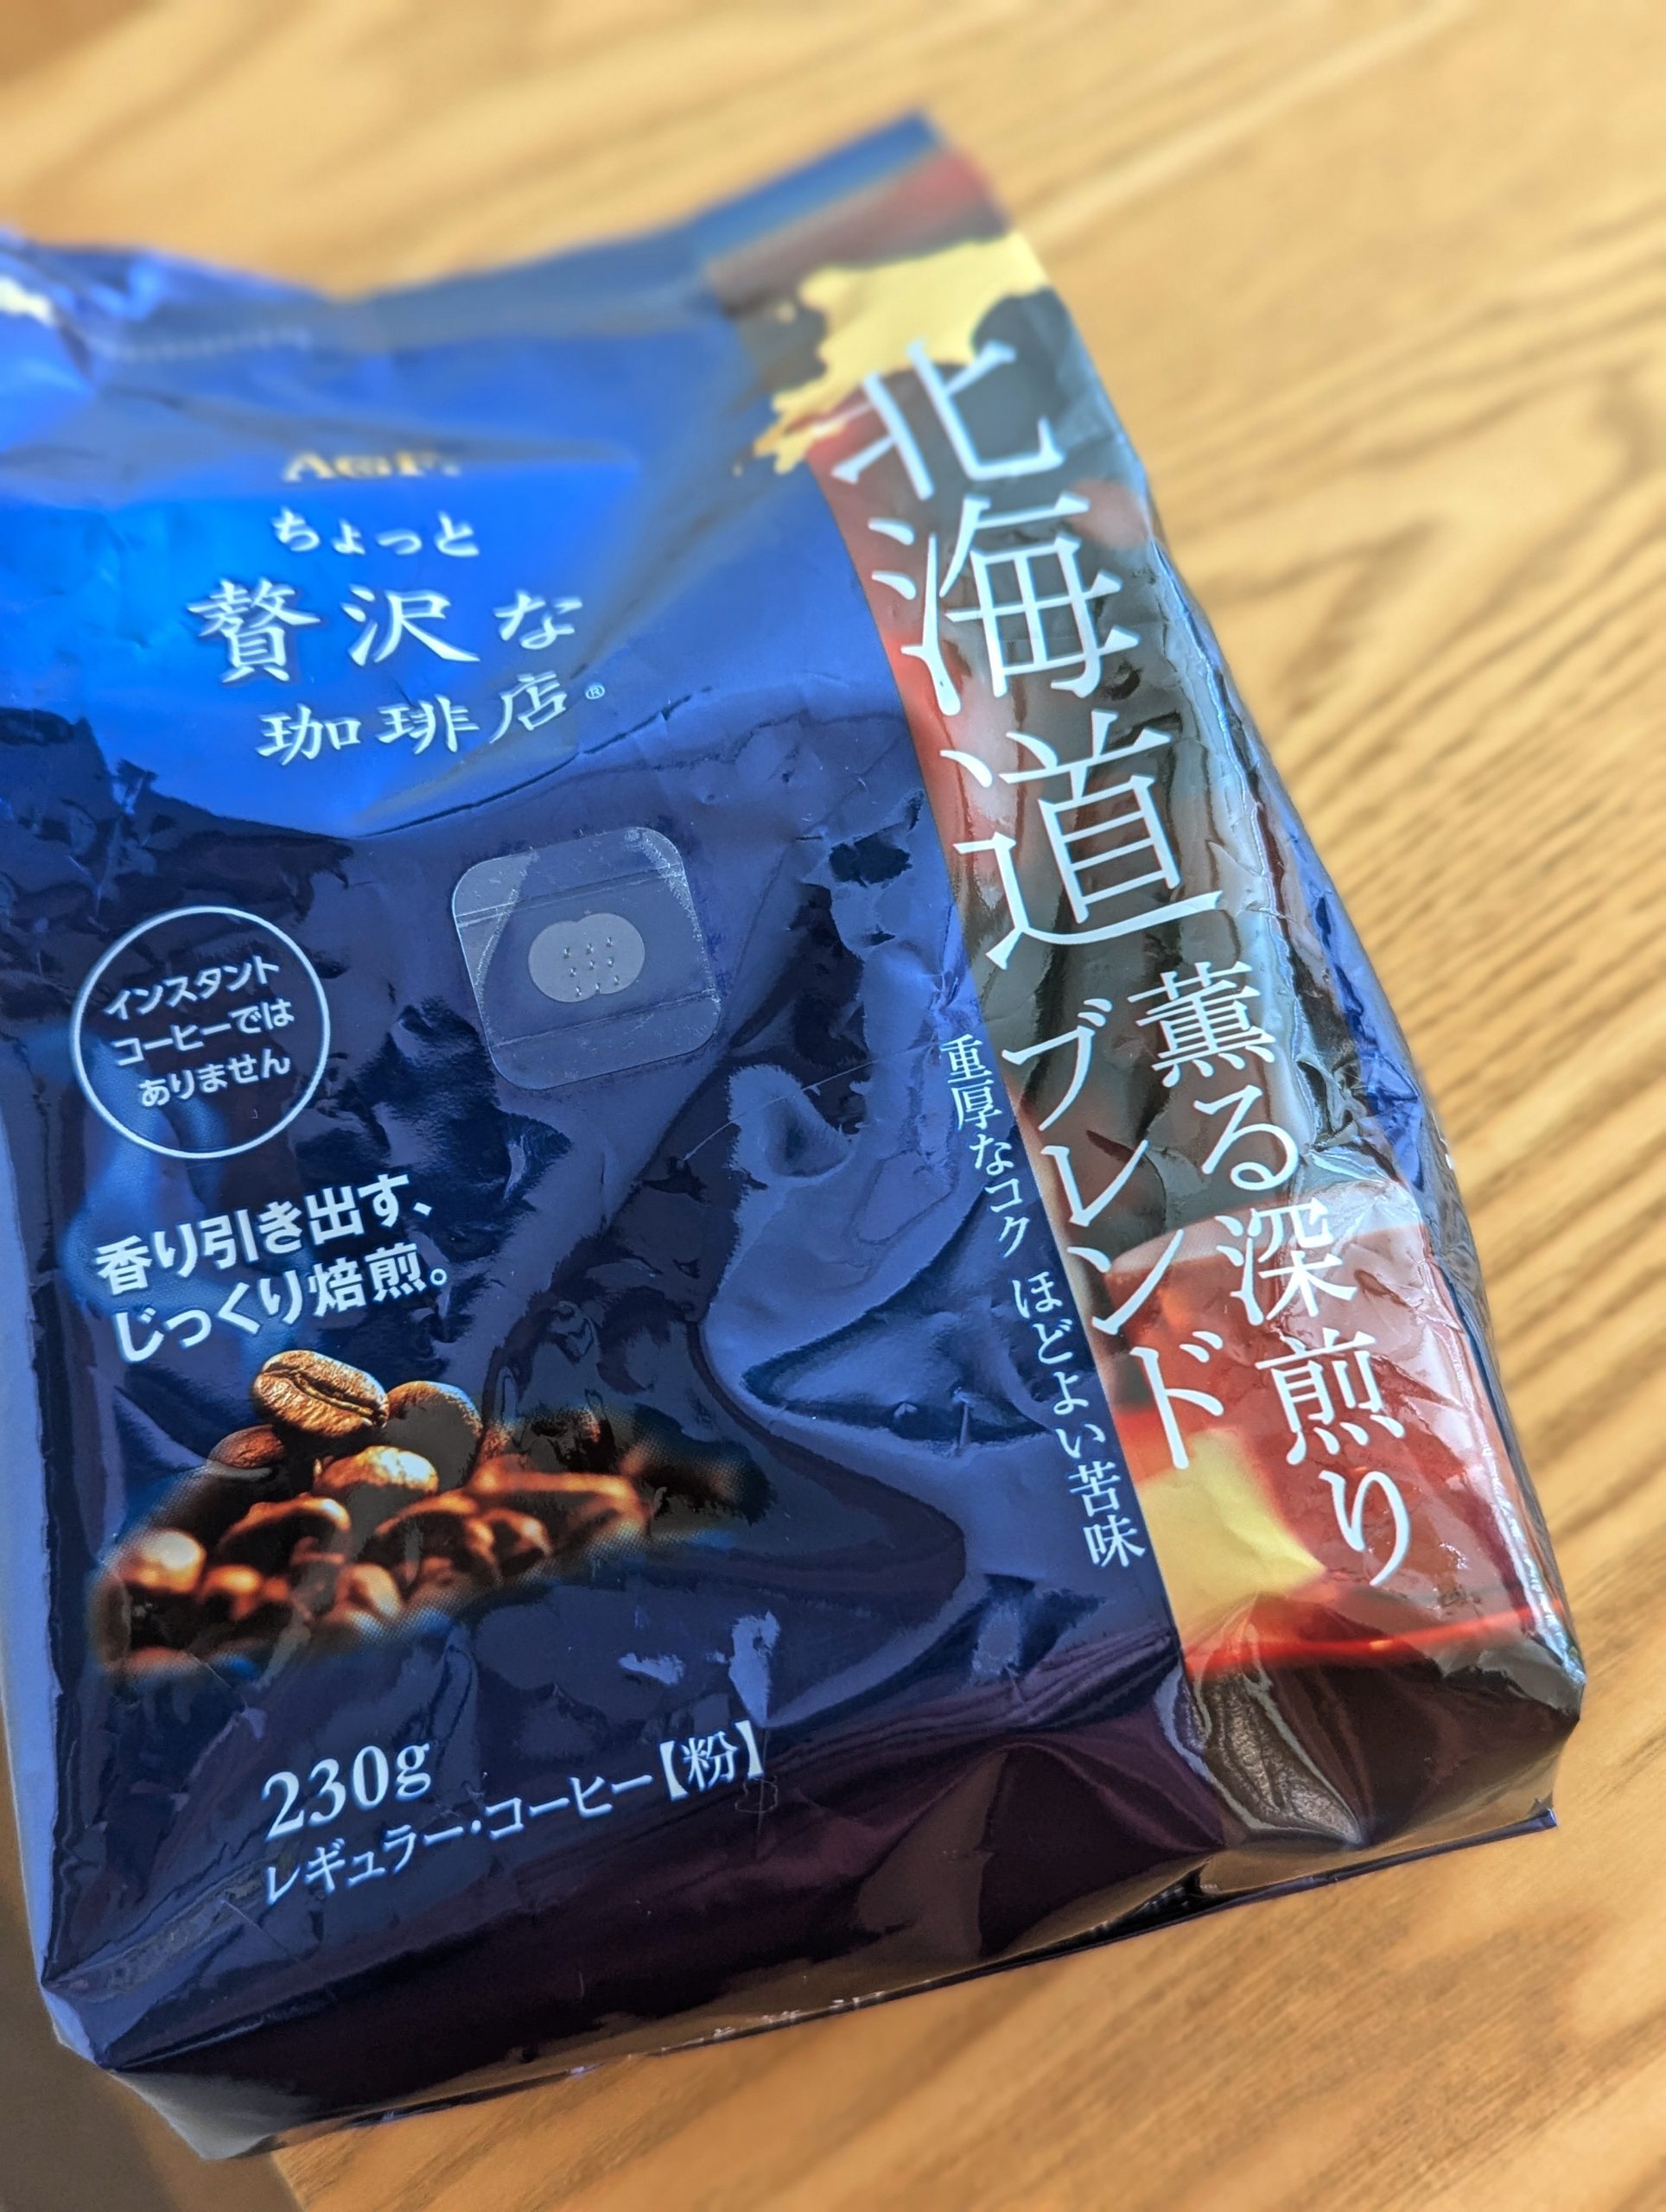 AGF
ちょっと
贅沢な
珈琲店®
インスタント
コーヒーでは
ありません
香り引き出す、
じっくり焙煎。
230g
レギュラー・コーヒー【粉】
北海道
薫る深煎り
ブレンド
重厚なコク ほどよい苦味